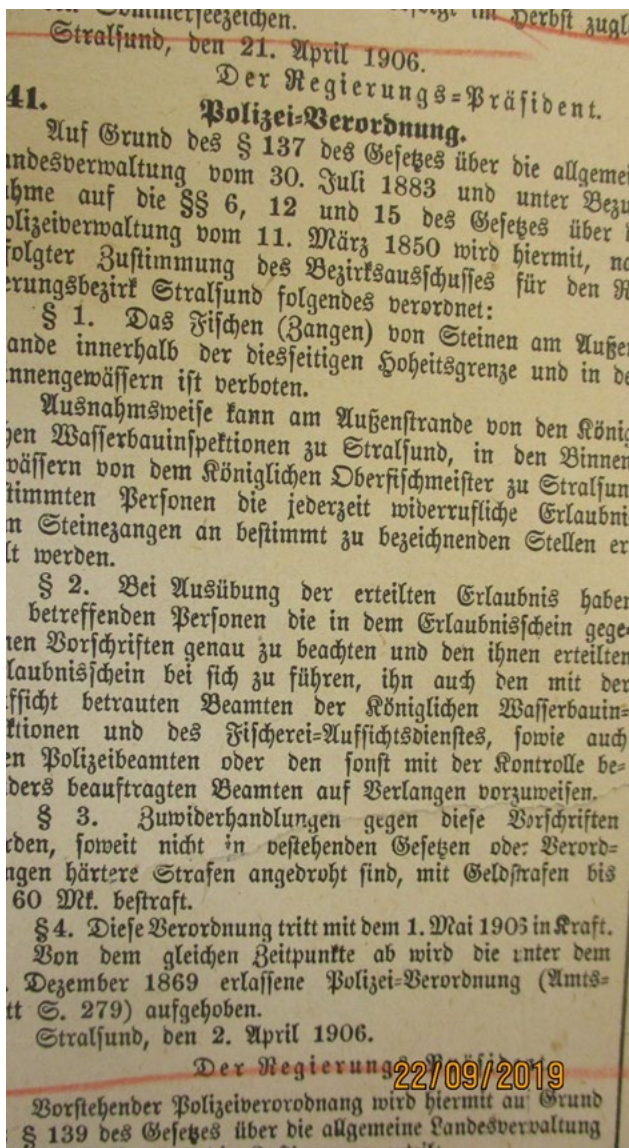 Sommerseezeichen.
im Herbst zugl
Stralsund, den 21. April 1906.
Der Regierungs=Präsident.
41. Polizei=Verordnung.
Auf Grund des § 137 des Gesetzes über die allgemei
andesverwaltung vom 30. Juli 1883 und unter Bezu
ahme auf die §§ 6, 12 und 15 des Gesetzes über
olizeiverwaltung vom 11. März 1850 wird hiermit, na
folgter Zustimmung des Bezirksausschusses für den R
erungsbezirk Stralsund folgendes verordnet:
§ 1. Das Fischen (Zangen) von Steinen am Außen
ande innerhalb der diesseitigen Hoheitsgrenze und in de
nnengewässern ist verboten.
Ausnahmsweise kann am Außenstrande von den König
hen Wasserbauinspektionen zu Stralsund, in den Binnen
wässern von dem Königlichen Oberfischmeister zu Stralsun
timmten Personen die jederzeit widerrufliche Erlaubni
m Steinezangen an bestimmt zu bezeichnenden Stellen er
lt werden.
§ 2. Bei Ausübung der erteilten Erlaubnis haben
betreffenden Personen die in dem Erlaubnisschein gege=
nen Vorschriften genau zu beachten und den ihnen erteilten
laubnisschein bei sich zu führen, ihn auch den mit der
fsicht betrauten Beamten der Königlichen Wasserbauin=
ktionen und des Fischerei=Aufsichtsdienstes, sowie auch
en Polizeibeamten oder den sonst mit der Kontrolle be=
ders beauftragten Beamten auf Verlangen vorzuweisen.
§ 3. Zuwiderhandlungen gegen diese Vorschriften
rden, soweit nicht in bestehenden Gesetzen oder Verord=
ngen härtere Strafen angedroht sind, mit Geldstrafen bis
60 Mk. bestraft.
§ 4. Diese Verordnung tritt mit dem 1. Mai 1906 in Kraft.
Von dem gleichen Zeitpunkte ab wird die unter dem
. Dezember 1869 erlassene Polizei=Verordnung (Amts=
tt S. 279) aufgehoben.
Stralsund, den 2. April 1906.
Der Regierungs=Präsident.
22/09/2019
Vorstehender Polizeiverorodnang wird hiermit au Grund
§ 139 des Gesetzes über die allgemeine Landesverwaltung